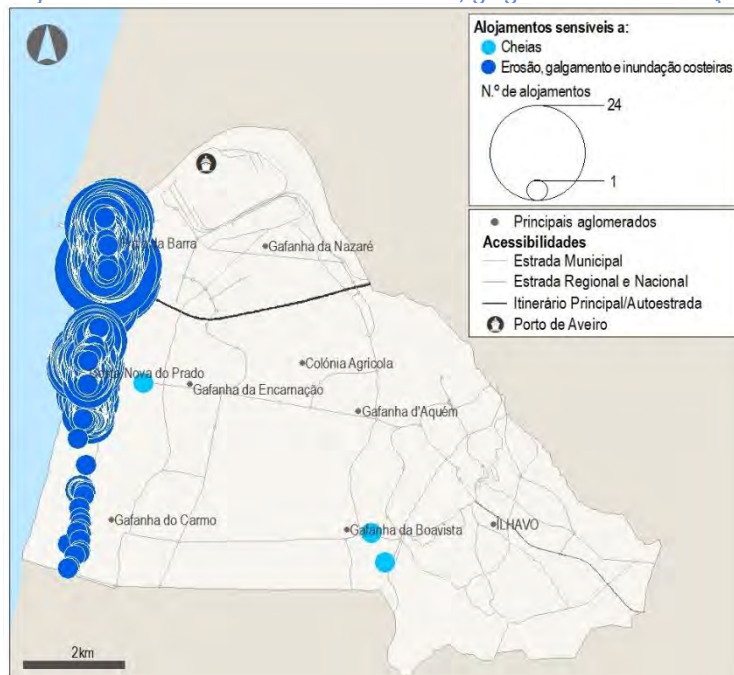 Alojamentos sensíveis a:
Cheias
Erosão, galgamento e inundação costeiras
N.º de alojamentos
24
1
Principais aglomerados
Acessibilidades
Estrada Municipal
Estrada Regional e Nacional
Itinerário Principal/Autoestrada
Porto de Aveiro
da Barra
Gafanha da Nazaré
Colónia Agrícola
Nova do Prado
Gafanha da Encarnação
Gafanha d'Aquém
Gafanha do Carmo
Gafanha da Boavista
ÍLHAVO
2km